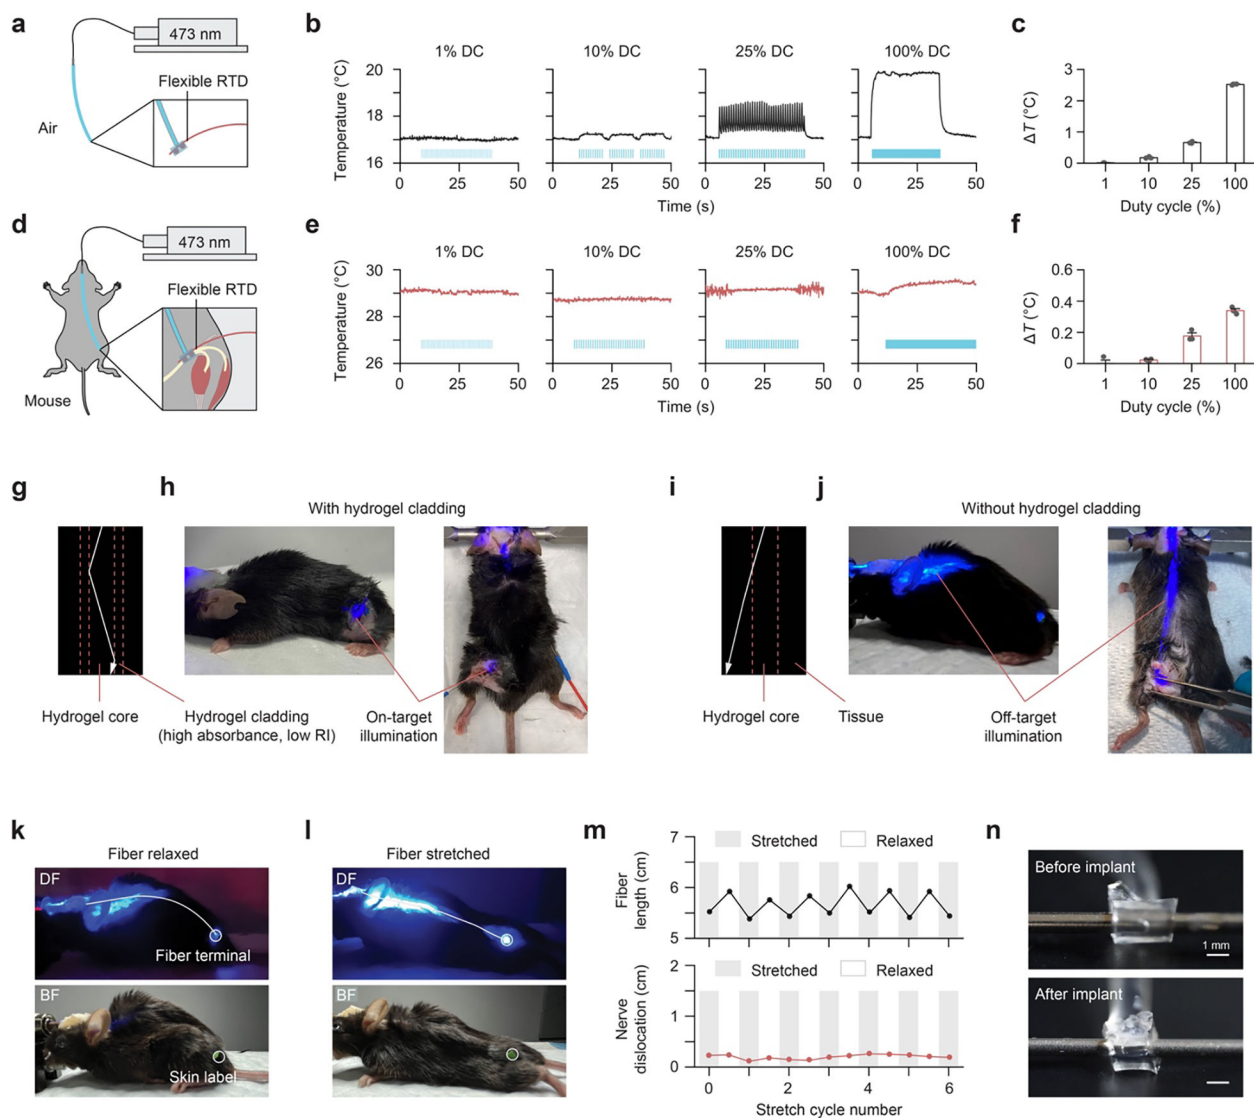 a
473 nm
Flexible RTD
Air
b
1% DC
10% DC
25% DC
100% DC
Temperature (°C)
20
18
16
0
25
50
0
25
50
0
25
50
0
25
50
Time (s)
c
ΔT (°C)
3
2
1
0
1
10
25
100
Duty cycle (%)
d
473 nm
Flexible RTD
Mouse
e
1% DC
10% DC
25% DC
100% DC
Temperature (°C)
30
29
28
26
0
25
50
0
25
50
0
25
50
0
25
50
Time (s)
f
ΔT (°C)
0.6
0.4
0.2
0
1
10
25
100
Duty cycle (%)
g
Hydrogel core
Hydrogel cladding
(high absorbance, low RI)
h
With hydrogel cladding
On-target
illumination
i
Hydrogel core
Tissue
j
Without hydrogel cladding
Off-target
illumination
k
Fiber relaxed
DF
Fiber terminal
BF
Skin label
l
Fiber stretched
DF
BF
m
Fiber
length (cm)
7
6
5
Stretched
Relaxed
Nerve
dislocation (cm)
2
1
0
Stretched
Relaxed
0
2
4
6
Stretch cycle number
n
Before implant
1 mm
After implant